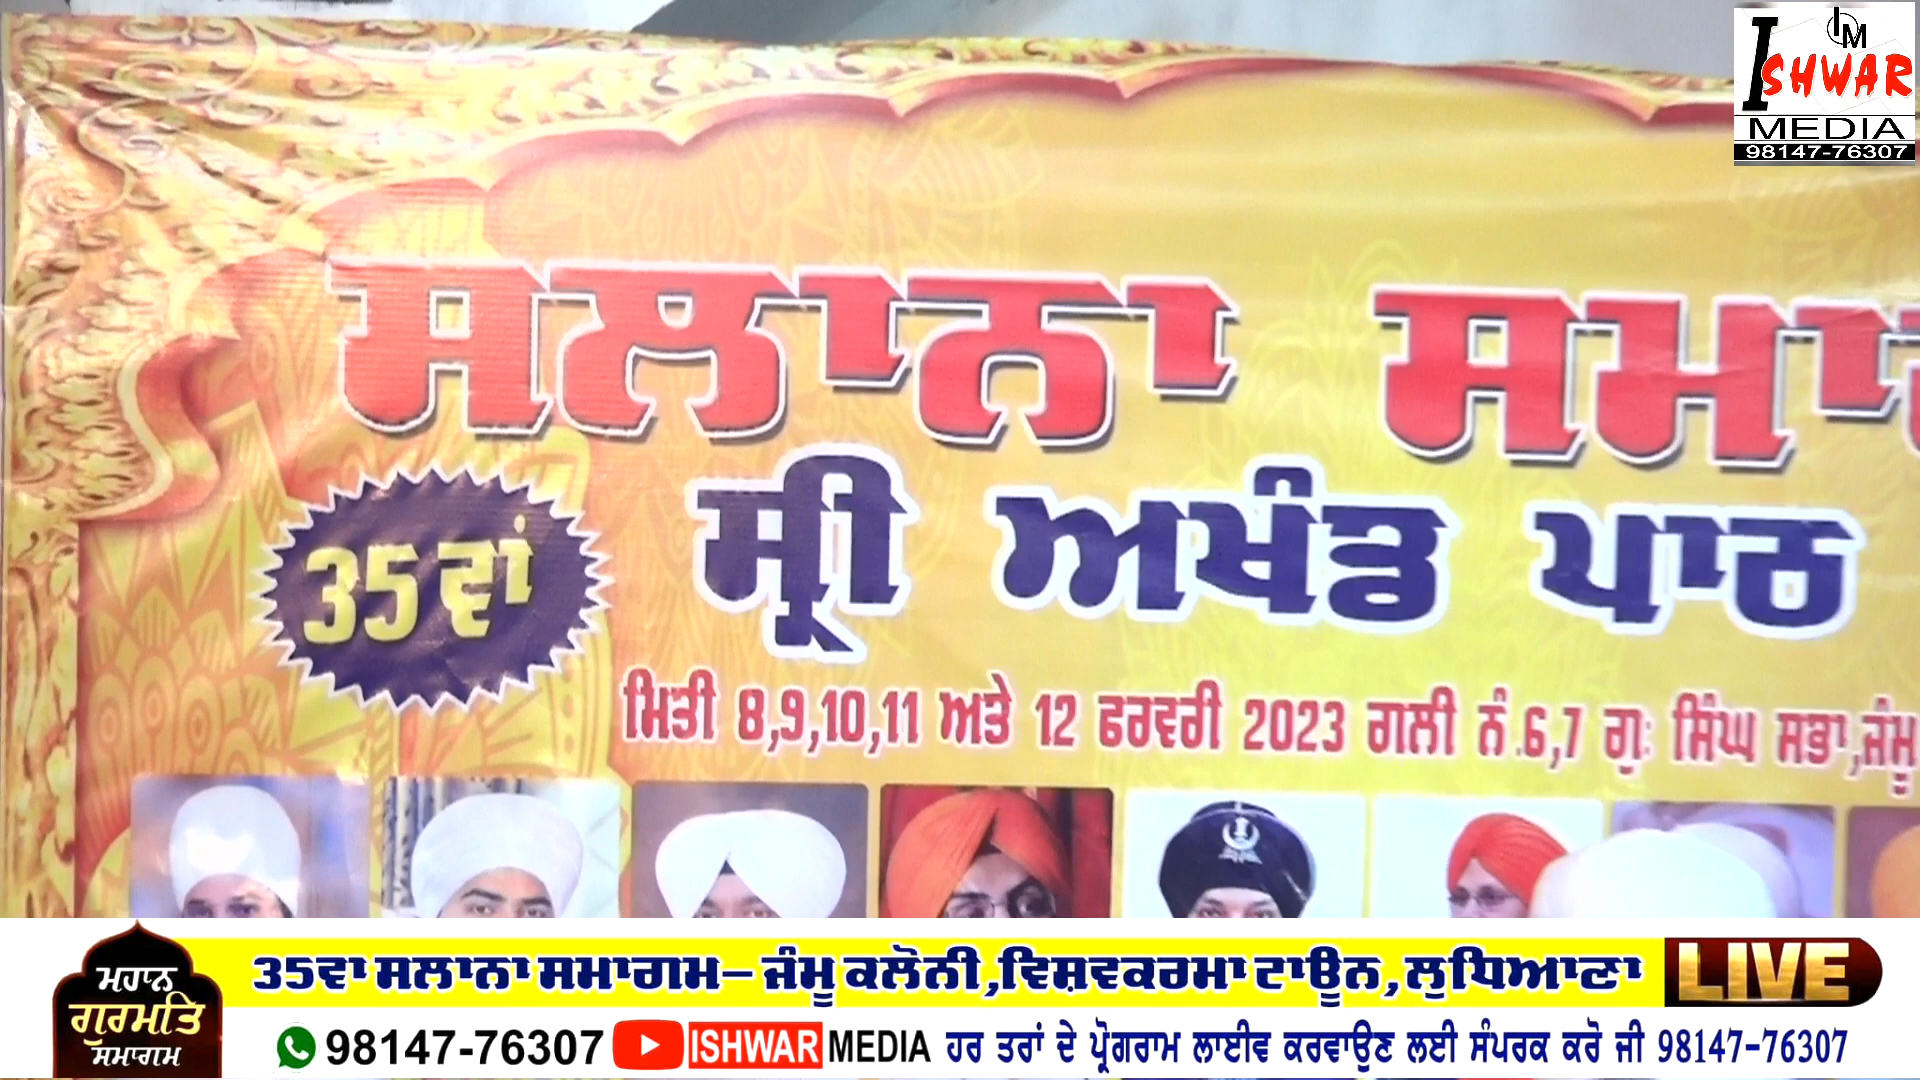 IM
ISHWAR
MEDIA
98147-76307
ਸਲਾਨਾ ਸਮਾ
35ਵਾਂ
ਸ੍ਰੀ ਅਖੰਡ ਪਾਠ
ਮਿਤੀ 8,9,10,11 ਅਤੇ 12 ਫਰਵਰੀ 2023 ਗਲੀ ਨੰ.6,7 ਗੁ: ਸਿੰਘ ਸਭਾ,ਜੰਮੂ
ਮਹਾਨ
ਗੁਰਮਤਿ
ਸਮਾਗਮ
35ਵਾ ਸਲਾਨਾ ਸਮਾਗਮ– ਜੰਮੂ ਕਲੋਨੀ,ਵਿਸ਼ਵਕਰਮਾ ਟਾਊਨ,ਲੁਧਿਆਣਾ
LIVE
98147-76307 ISHWAR MEDIA ਹਰ ਤਰਾਂ ਦੇ ਪ੍ਰੋਗਰਾਮ ਲਾਈਵ ਕਰਵਾਉਣ ਲਈ ਸੰਪਰਕ ਕਰੋ ਜੀ 98147-76307